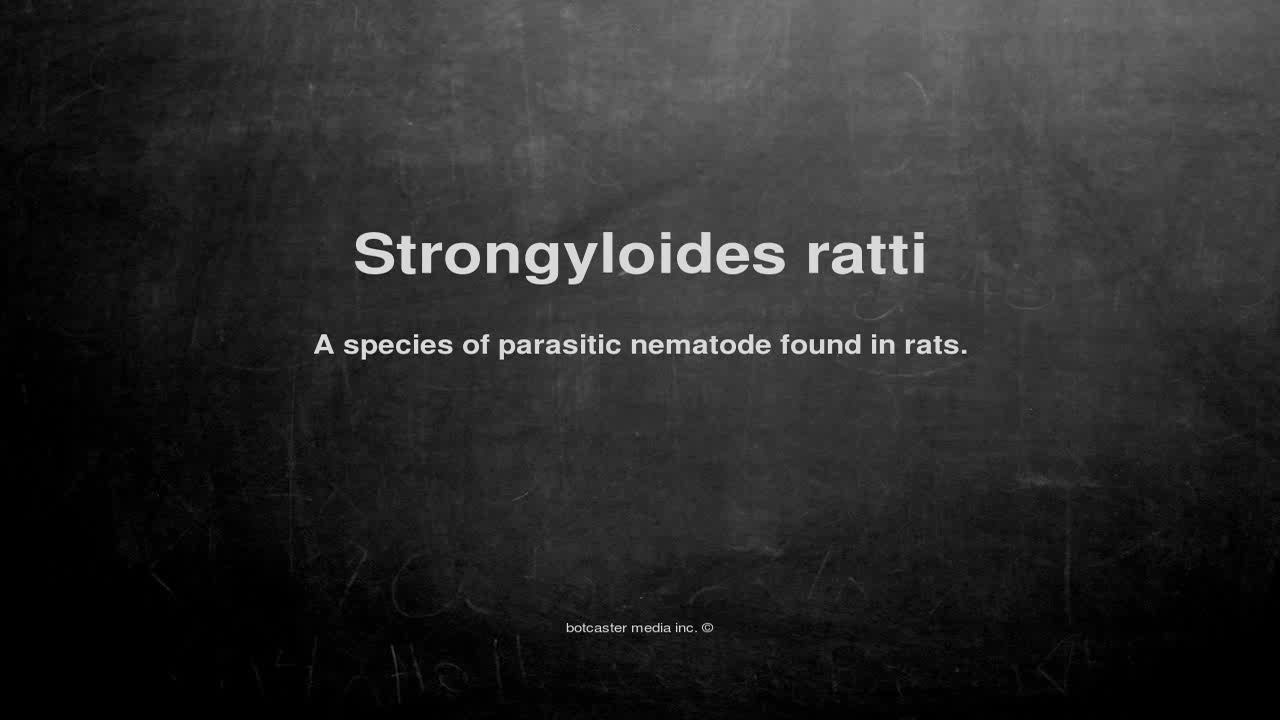 Strongyloides ratti
A species of parasitic nematode found in rats.
botcaster media inc. ©